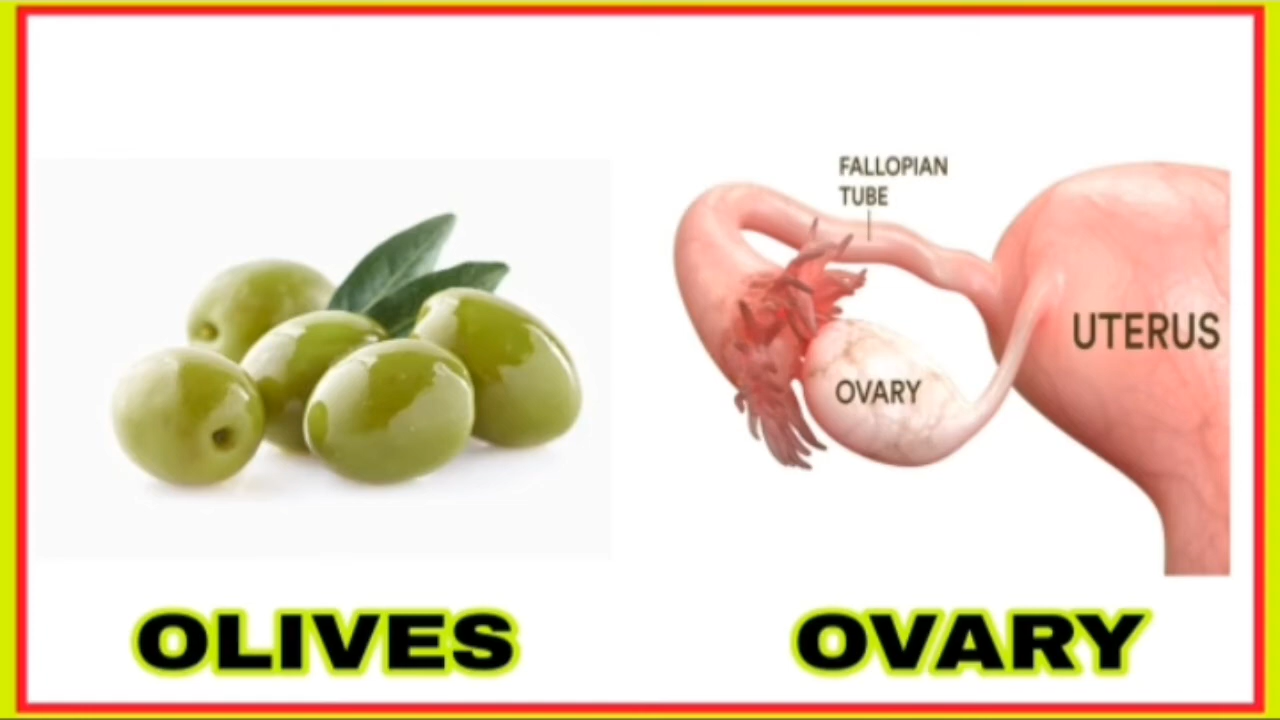 FALLOPIAN
TUBE
UTERUS
OVARY
OLIVES
OVARY